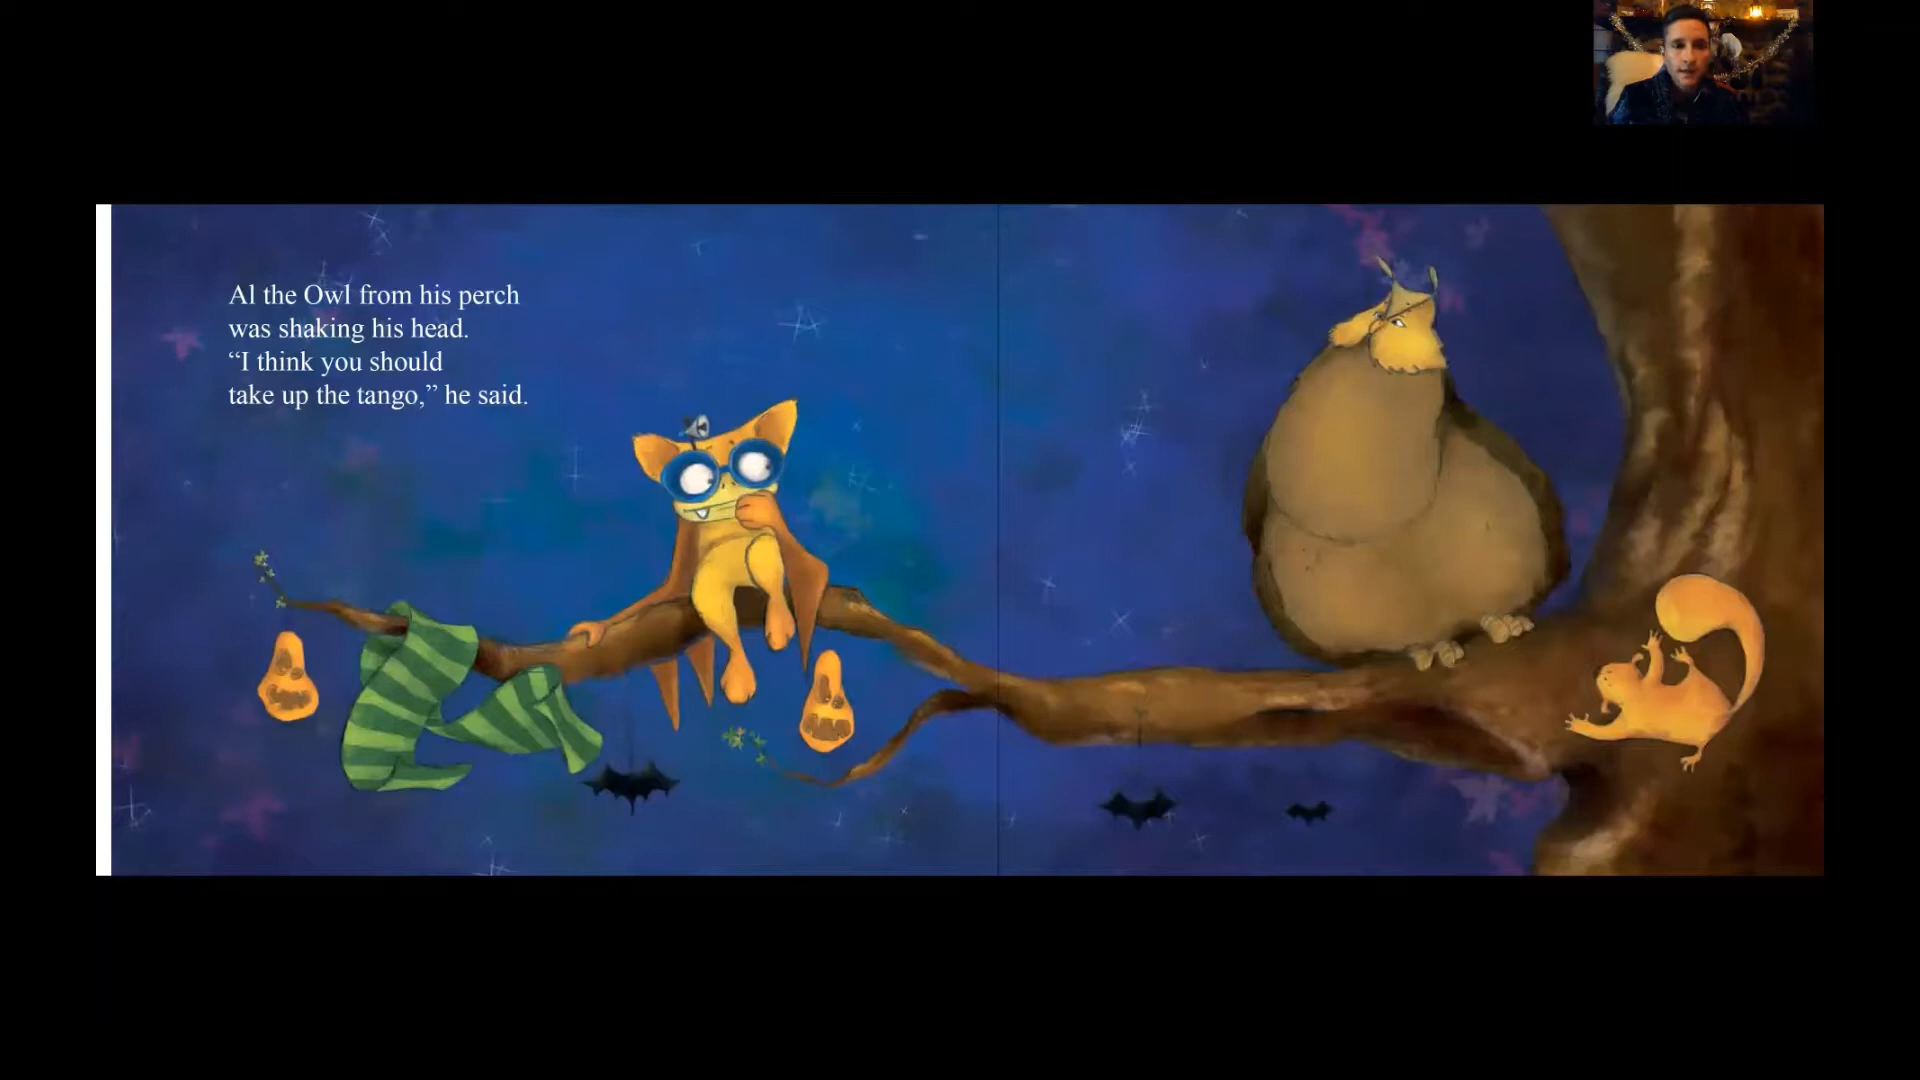 Al the Owl from his perch
was shaking his head.
“I think you should
take up the tango,” he said.